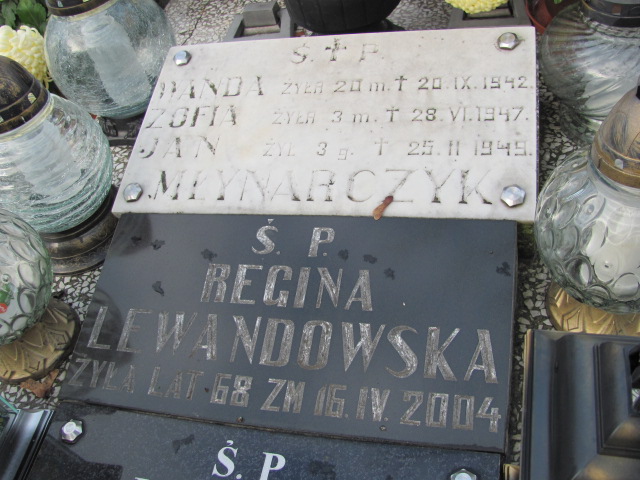 Ś. † P.
WANDA ŻYŁA 20 m. † 20. IX. 1942.
ZOFIA ŻYŁA 3 m. † 28. VI. 1947.
JAN ŻYŁ 3 g. † 25. II 1949.
MŁYNARCZYK
Ś. P.
REGINA
LEWANDOWSKA
ŻYŁA LAT 68 ZM 16. IV. 2004
Ś. P.